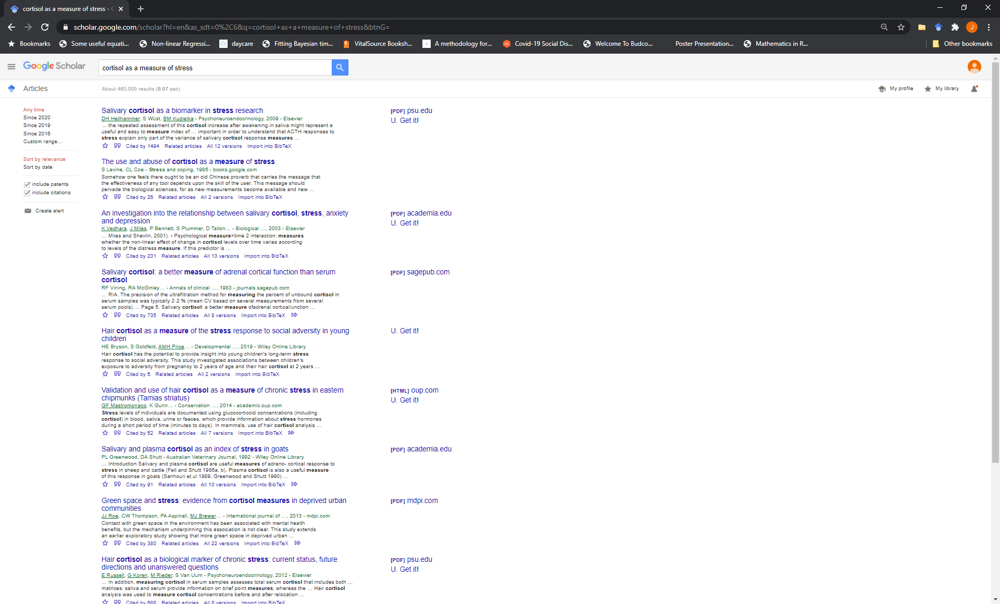 cortisol as a measure of stress -
scholar.google.com/scholar?hl=en&as_sdt=0%2C6&q=cortisol+as+a+measure+of+stress&btnG=
J
Bookmarks Some useful equati... Non-linear Regressi... daycare Fitting Bayesian tim... VitalSource Booksh... A methodology for... Covid-19 Social Dis... Welcome To Budco... Poster Presentation... Mathematics in R... Other bookmarks
Google Scholar
cortisol as a measure of stress
Articles
About 460,000 results (0.07 sec)
My profile My library
Any time
Since 2020
Since 2019
Since 2016
Custom range...
Sort by relevance
Sort by date
include patents
include citations
Create alert
Salivary cortisol as a biomarker in stress research
DH Hellhammer, S Wüst, BM Kudielka - Psychoneuroendocrinology, 2009 - Elsevier
... the repeated assessment of this cortisol increase after awakening in saliva might represent a
useful and easy to measure index of ... important in order to understand that ACTH responses to
stress explain only part of the variance of salivary cortisol response measures ...
Cited by 1494 Related articles All 12 versions Import into BibTeX
[PDF] psu.edu
U. Get it!
The use and abuse of cortisol as a measure of stress
S Levine, CL Coe - Stress and coping, 1985 - books.google.com
Somehow one feels there ought to be an old Chinese proverb that carries the message that
the effectiveness of any tool depends upon the skill of the user. This message should
pervade the biological sciences, for as new measurements become available and new ...
Cited by 26 Related articles All 2 versions Import into BibTeX
An investigation into the relationship between salivary cortisol, stress, anxiety
and depression
K Vedhara, J Miles, P Bennett, S Plummer, D Tallon... - Biological ..., 2003 - Elsevier
... Miles and Shevlin, 2001). • Psychological measure×time 2 interaction: measures
whether the non-linear effect of change in cortisol levels over time varies according
to levels of the distress measure. If this predictor is ...
Cited by 231 Related articles All 13 versions Import into BibTeX
[PDF] academia.edu
U. Get it!
Salivary cortisol: a better measure of adrenal cortical function than serum
cortisol
RF Vining, RA McGinley... - Annals of clinical ..., 1983 - journals.sagepub.com
... RIA. The precision of the ultrafiltration method for measuring the percent of unbound cortisol in
serum samples was typically 2·2 % (mean CV based on several measurements from several
serum pools) ... Page 5. Salivary cortisol: a better measure ofadrenal cortical/unction ...
Cited by 735 Related articles All 8 versions Import into BibTeX
[PDF] sagepub.com
Hair cortisol as a measure of the stress response to social adversity in young
children
HE Bryson, S Goldfeld, AMH Price... - Developmental ..., 2019 - Wiley Online Library
Hair cortisol has the potential to provide insight into young children's long-term stress
response to social adversity. This study investigated associations between children's
exposure to adversity from pregnancy to 2 years of age and their hair cortisol at 2 years ...
Cited by 5 Related articles All 2 versions Import into BibTeX
U. Get it!
Validation and use of hair cortisol as a measure of chronic stress in eastern
chipmunks (Tamias striatus)
GF Mastromonaco, K Gunn... - Conservation ..., 2014 - academic.oup.com
Stress levels of individuals are documented using glucocorticoid concentrations (including
cortisol) in blood, saliva, urine or faeces, which provide information about stress hormones
during a short period of time (minutes to days). In mammals, use of hair cortisol analysis ...
Cited by 52 Related articles All 7 versions Import into BibTeX
[HTML] oup.com
U. Get it!
Salivary and plasma cortisol as an index of stress in goats
PL Greenwood, DA Shutt - Australian Veterinary Journal, 1992 - Wiley Online Library
... Introduction Salivary and plasma cortisol are useful measures of adreno- cortical response to
stress in sheep and cattle (Fell and Shutt 1986a, b). Plasma cortisol is also a useful measure
of this response in goats (Sanhouri et ul 1989; Greenwood and Shutt 1990) ...
Cited by 91 Related articles All 10 versions Import into BibTeX
[PDF] academia.edu
Green space and stress: evidence from cortisol measures in deprived urban
communities
JJ Roe, CW Thompson, PA Aspinall, MJ Brewer... - International journal of ..., 2013 - mdpi.com
Contact with green space in the environment has been associated with mental health
benefits, but the mechanism underpinning this association is not clear. This study extends
an earlier exploratory study showing that more green space in deprived urban ...
Cited by 380 Related articles All 22 versions Import into BibTeX
[PDF] mdpi.com
Hair cortisol as a biological marker of chronic stress: current status, future
directions and unanswered questions
E Russell, G Koren, M Rieder, S Van Uum - Psychoneuroendocrinology, 2012 - Elsevier
... In addition, measuring cortisol in serum samples assesses total serum cortisol that includes both ...
matrices: saliva and serum provide information on brief point measures, whereas the ... Hair cortisol
analysis was used to measure cortisol concentrations before and after relocation ...
Cited by 688 Related articles All 8 versions Import into BibTeX
[PDF] psu.edu
U. Get it!